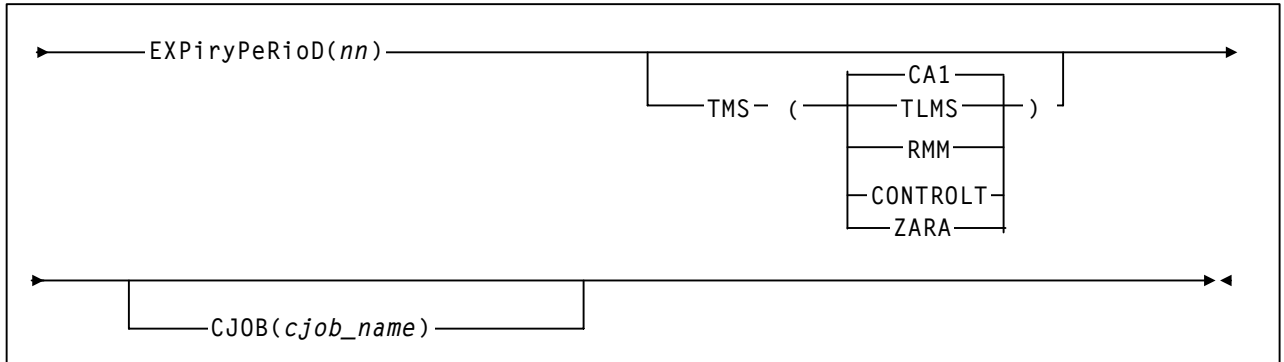 EXPiryPeRioD(nn)
CA1
TMS ( TLMS )
RMM
CONTROLT
ZARA
CJOB(cjob_name)